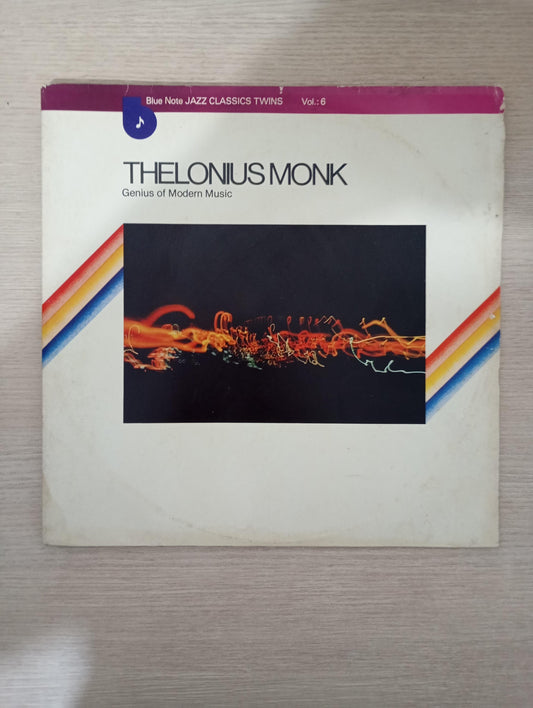 Blue Note JAZZ CLASSICS TWINS Vol.: 6
THELONIUS MONK
Genius of Modern Music